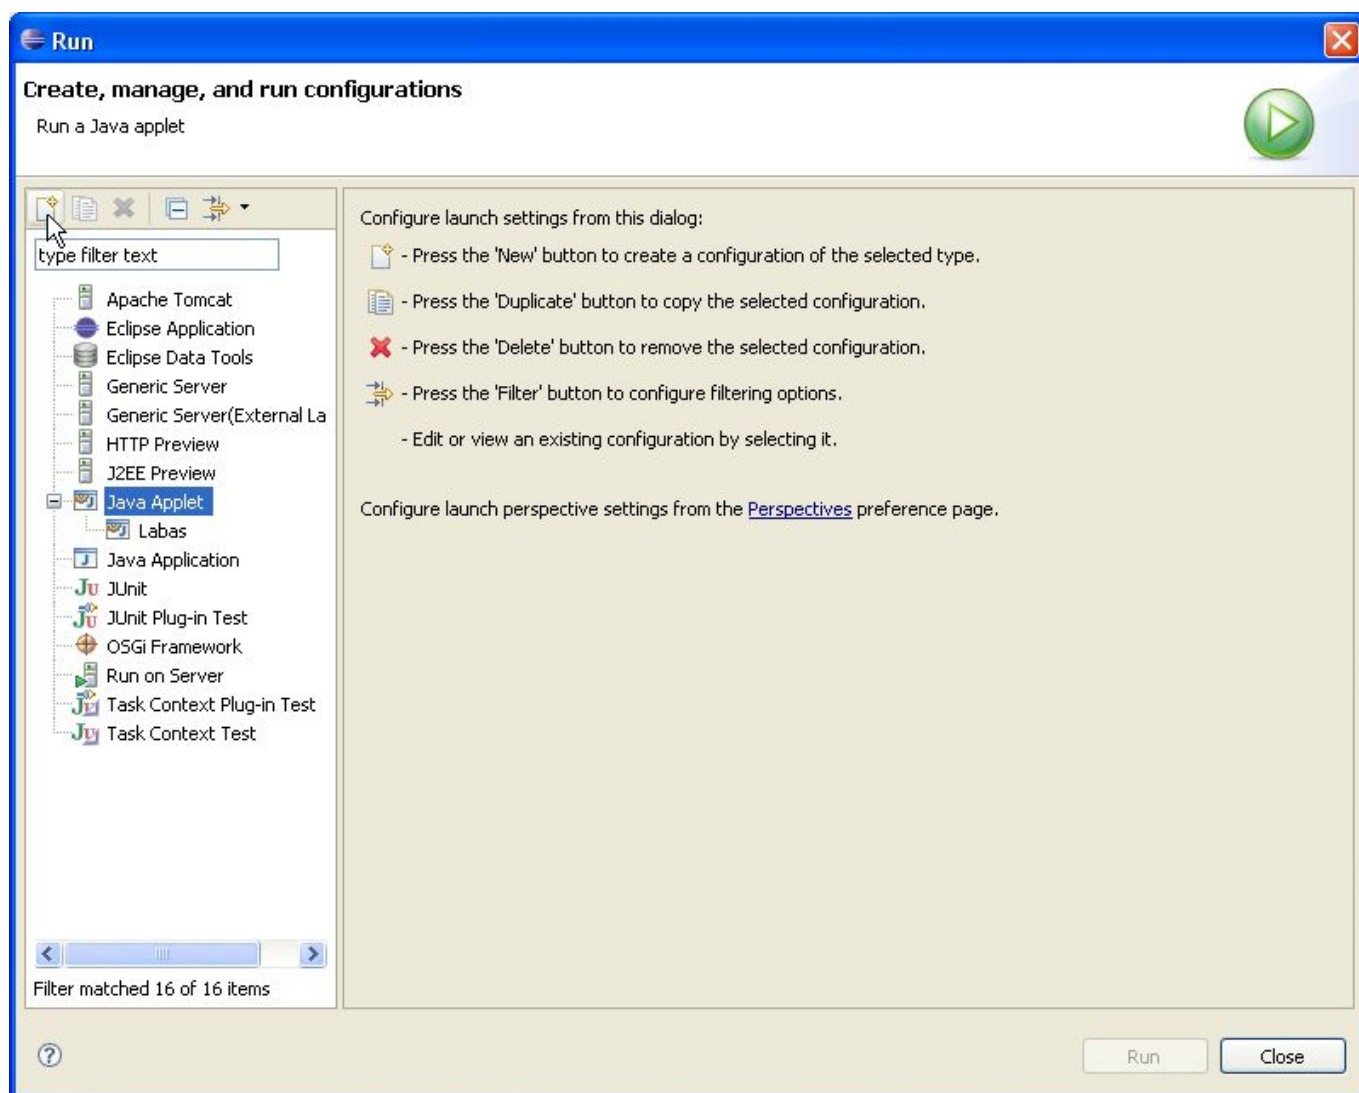 Run
Create, manage, and run configurations
Run a Java applet
type filter text
Apache Tomcat
Eclipse Application
Eclipse Data Tools
Generic Server
Generic Server(External La
HTTP Preview
J2EE Preview
Java Applet
Labas
Java Application
JUnit
JUnit Plug-in Test
OSGi Framework
Run on Server
Task Context Plug-in Test
Task Context Test
Filter matched 16 of 16 items
Configure launch settings from this dialog:
- Press the 'New' button to create a configuration of the selected type.
- Press the 'Duplicate' button to copy the selected configuration.
- Press the 'Delete' button to remove the selected configuration.
- Press the 'Filter' button to configure filtering options.
- Edit or view an existing configuration by selecting it.
Configure launch perspective settings from the Perspectives preference page.
Run
Close